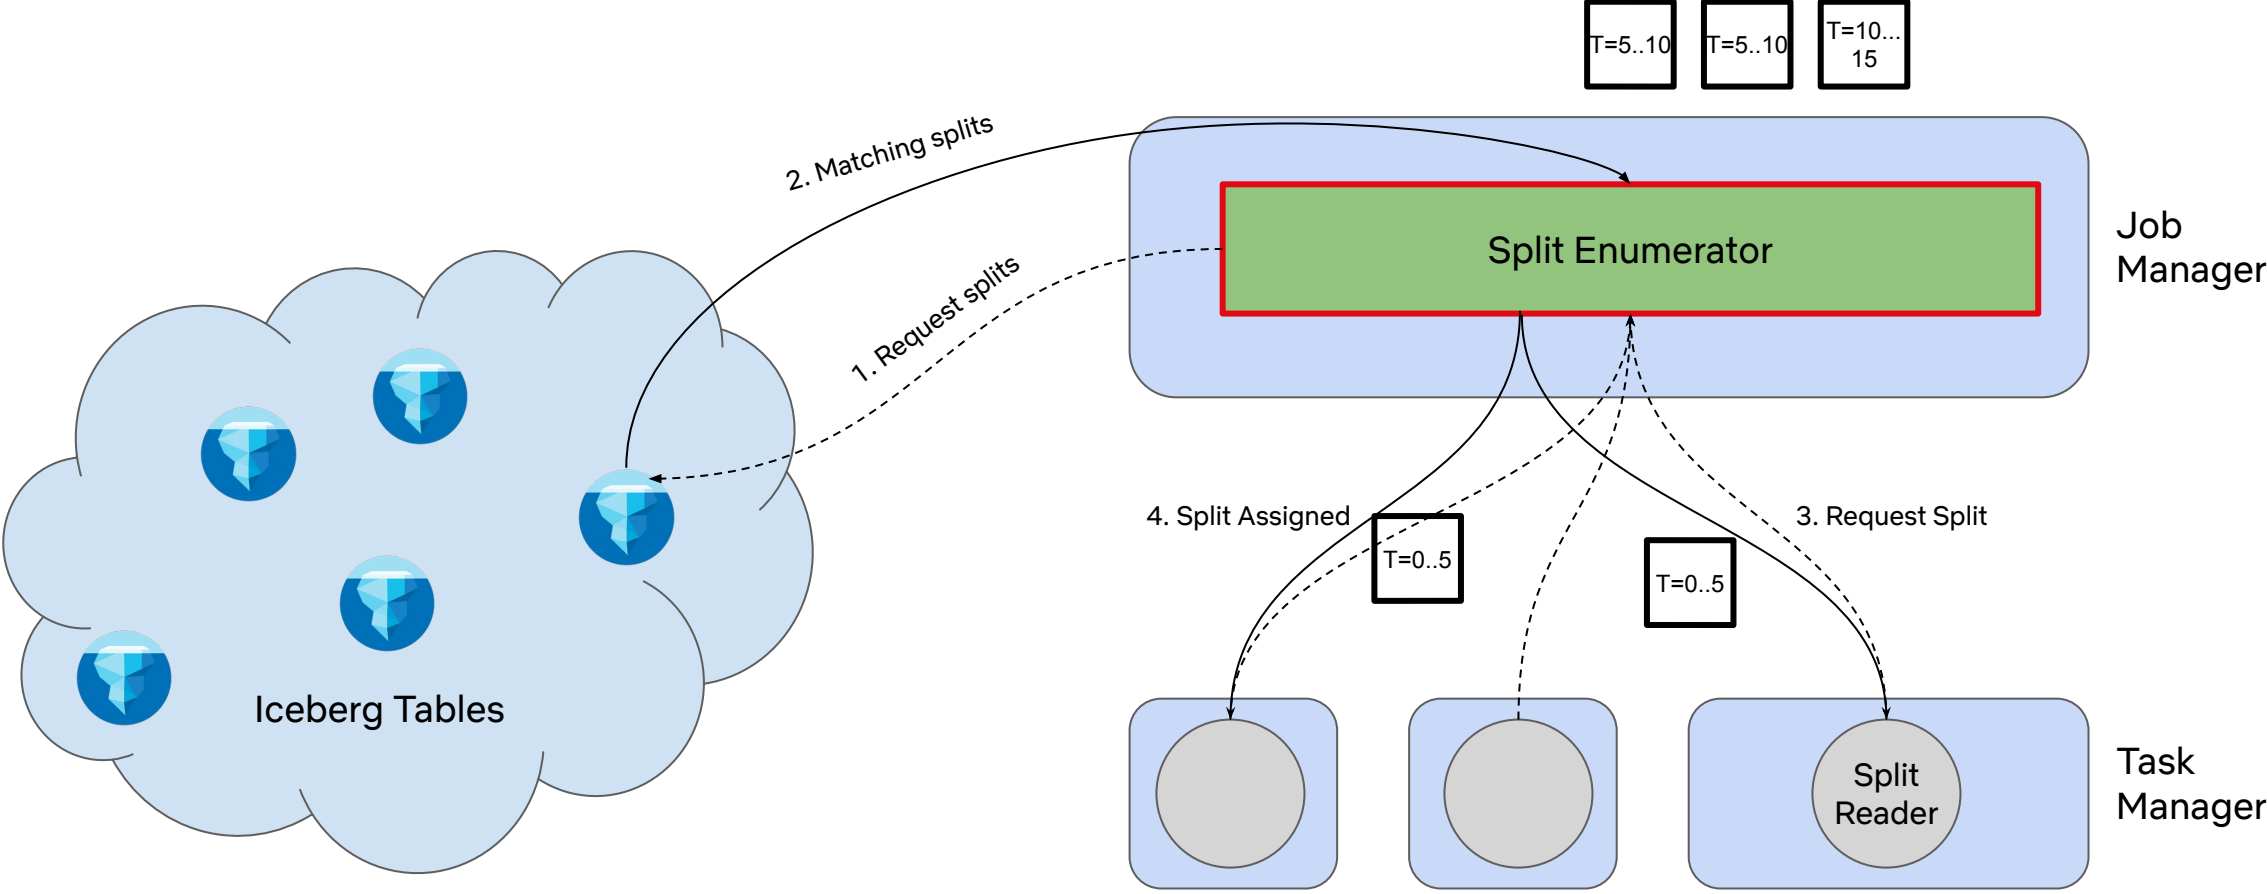 T=5..10
T=5..10
T=10...
15
2. Matching splits
1. Request splits
Split Enumerator
Job
Manager
4. Split Assigned
T=0..5
T=0..5
3. Request Split
Iceberg Tables
Split
Reader
Task
Manager